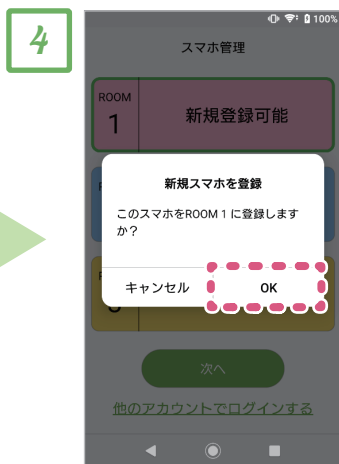 4
100%
スマホ管理
ROOM
1
新規登録可能
新規スマホを登録
このスマホをROOM 1 に登録します
か？
キャンセル
OK
次へ
他のアカウントでログインする